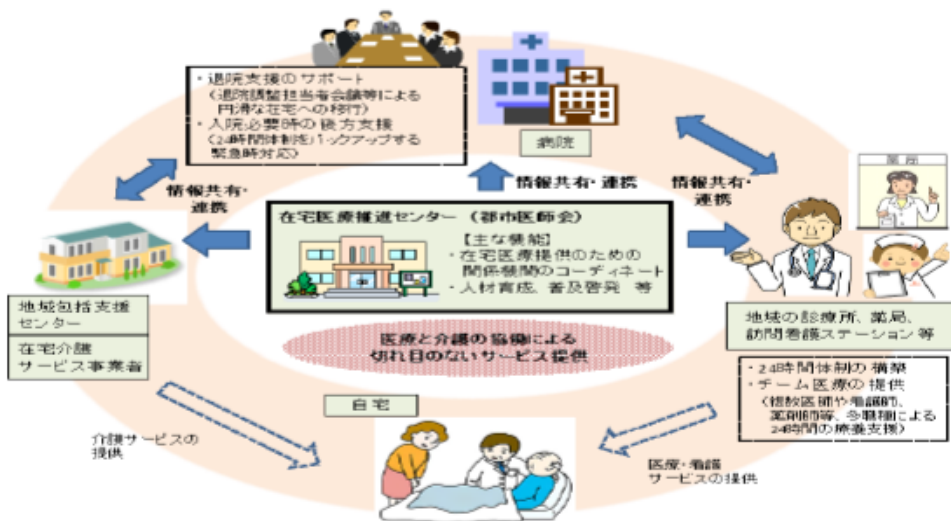 ・退院支援のサポート
(退院調整担当者会議等による
円滑な在宅への移行)
・入院必要時の後方支援
(24時間体制をバックアップする
緊急時対応)
病院
薬局
情報共有・
連携
情報共有・連携
情報共有・
連携
在宅医療推進センター(郡市医師会)
【主な機能】
・在宅医療提供のための
関係機関のコーディネート
・人材育成、普及啓発 等
地域包括支援
センター
在宅介護
サービス事業者
地域の診療所、薬局、
訪問看護ステーション等
医療と介護の協働による
切れ目のないサービス提供
・24時間体制の構築
・チーム医療の提供
(複数医師や看護師、
薬剤師等、多職種による
24時間の療養支援)
自宅
介護サービスの
提供
医療・看護
サービスの提供